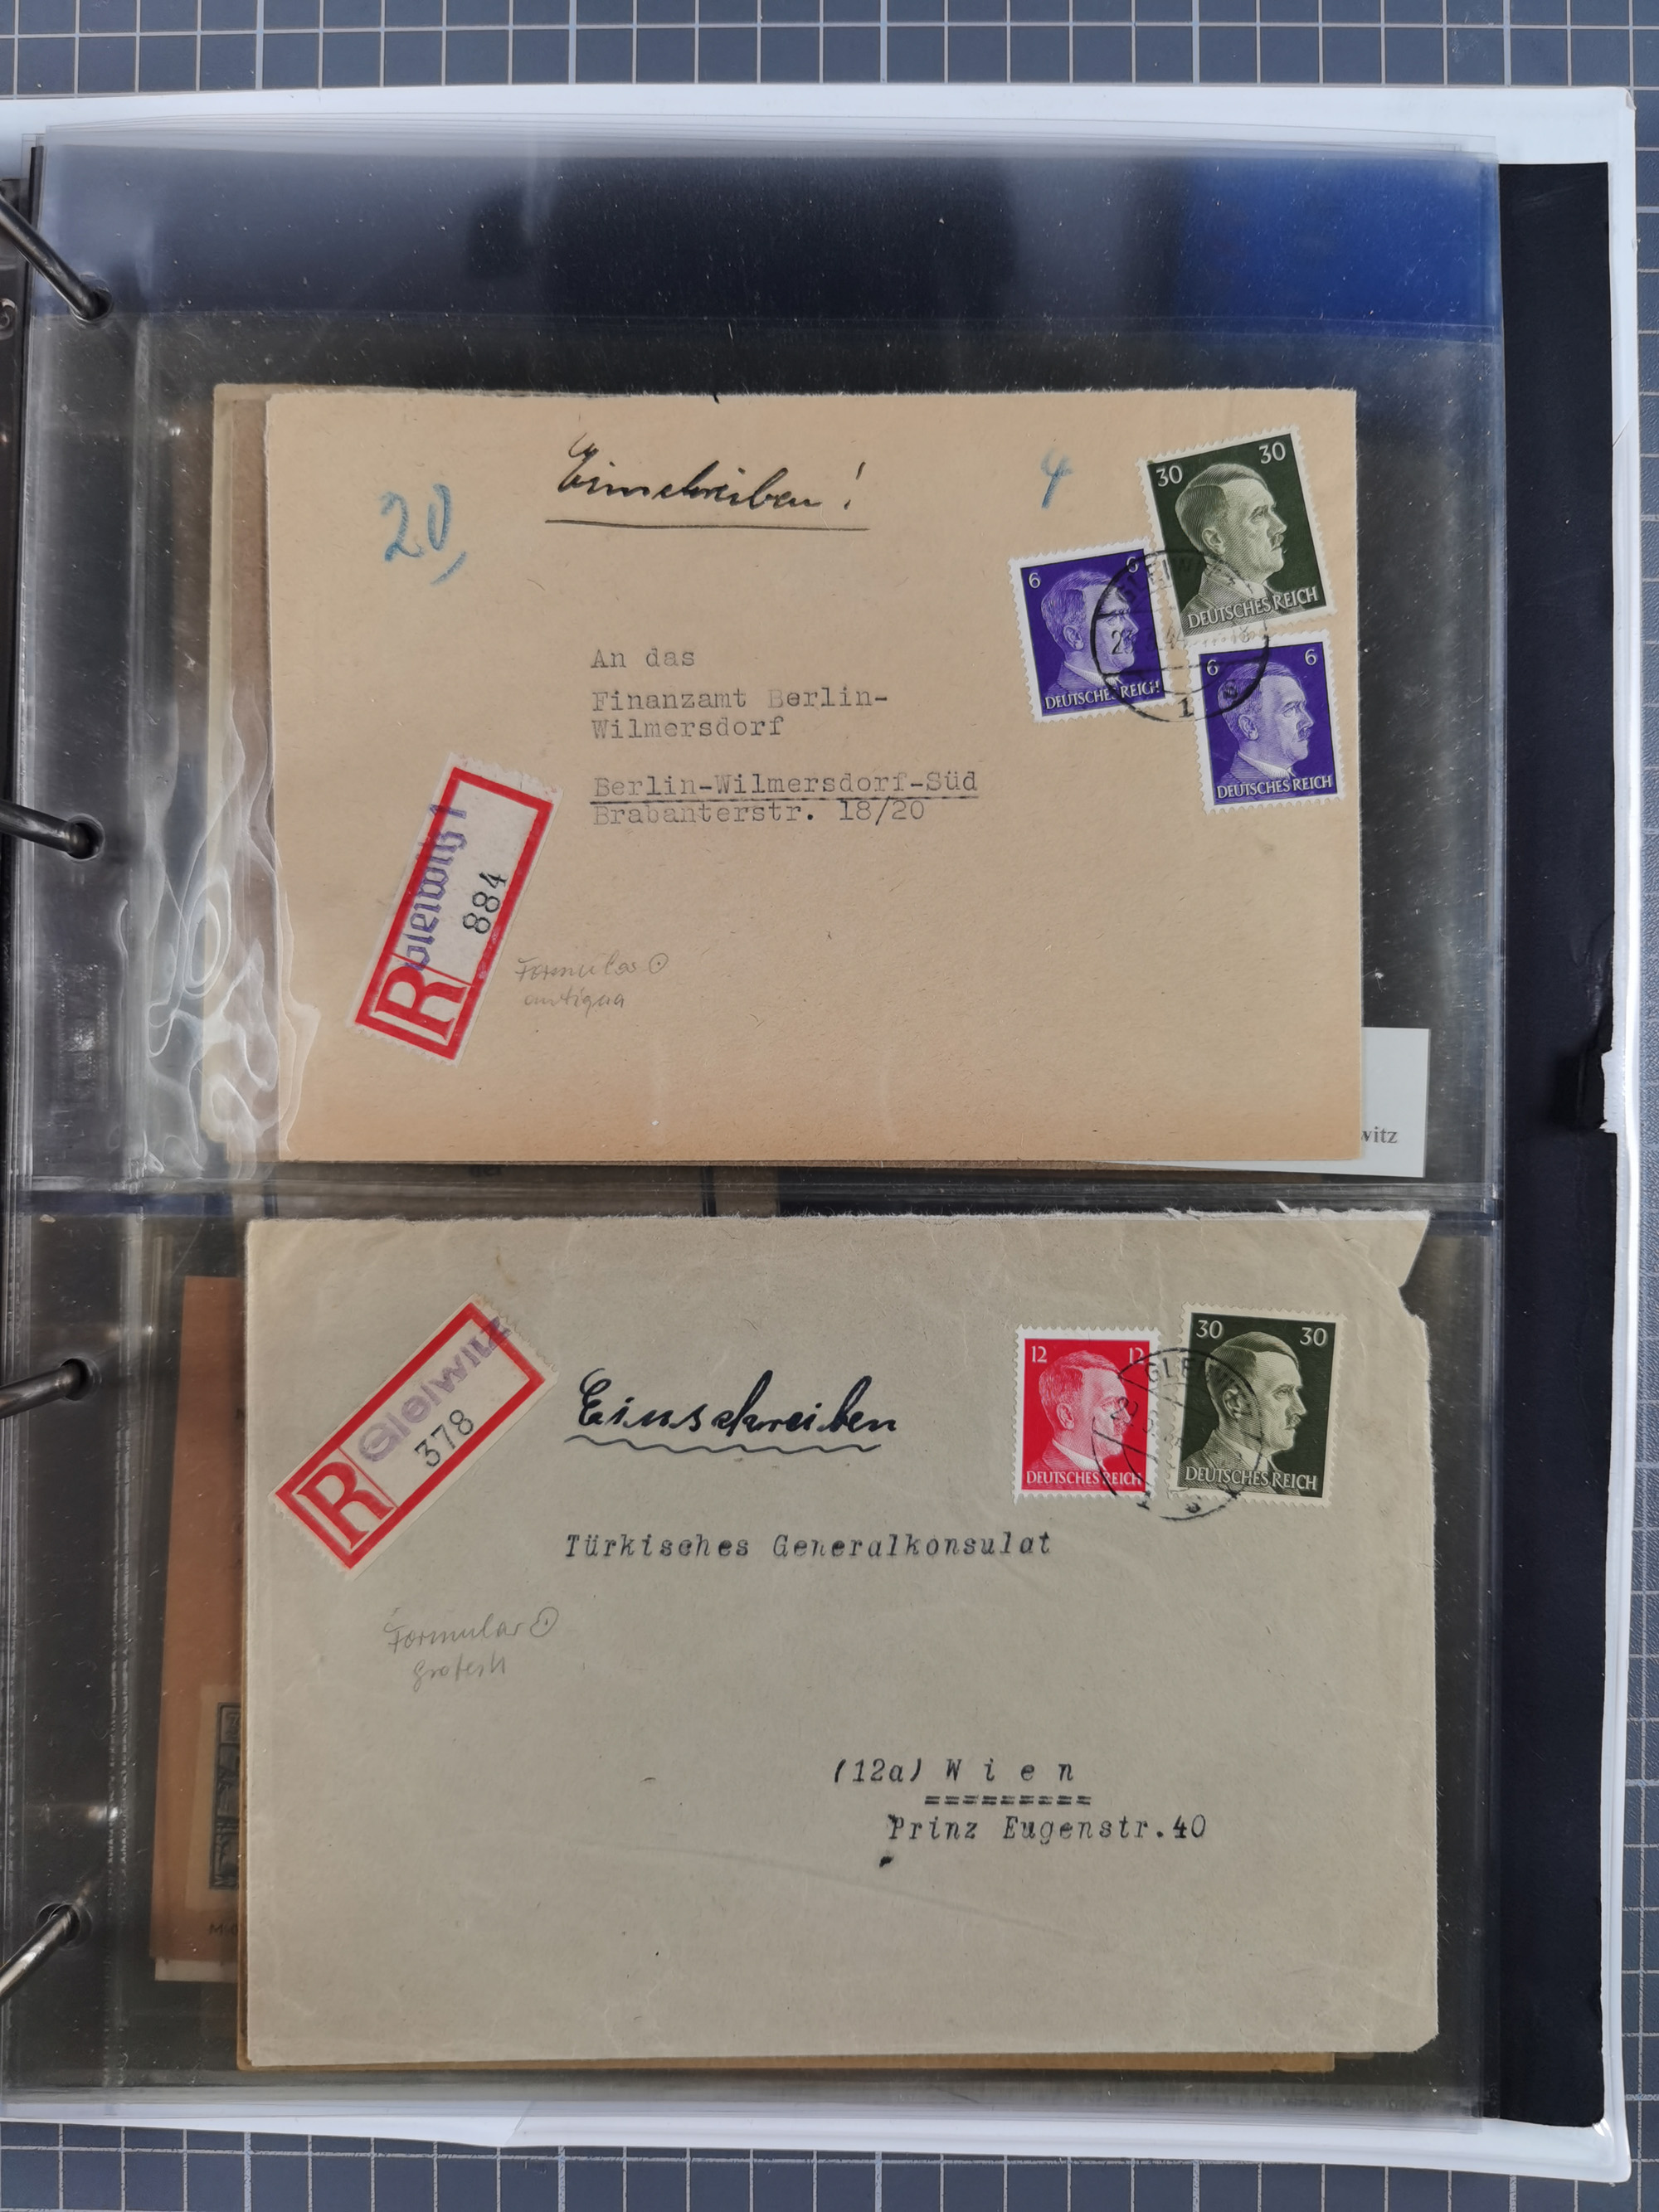 Einschreiben!
20,
4
30 30
DEUTSCHES REICH
6 6
DEUTSCHES REICH
6 6
DEUTSCHES REICH
GLEIWITZ
1
An das
Finanzamt Berlin-
Wilmersdorf
Berlin-Wilmersdorf-Süd
Brabanterstr. 18/20
R
Gleiwitz 1
884
Formular
antiqua
witz
R
Gleiwitz
378
Einschreiben
12 12
DEUTSCHES REICH
30 30
DEUTSCHES REICH
Türkisches Generalkonsulat
Formular
grotesk
(12a) Wien
=========
Prinz Eugenstr.40